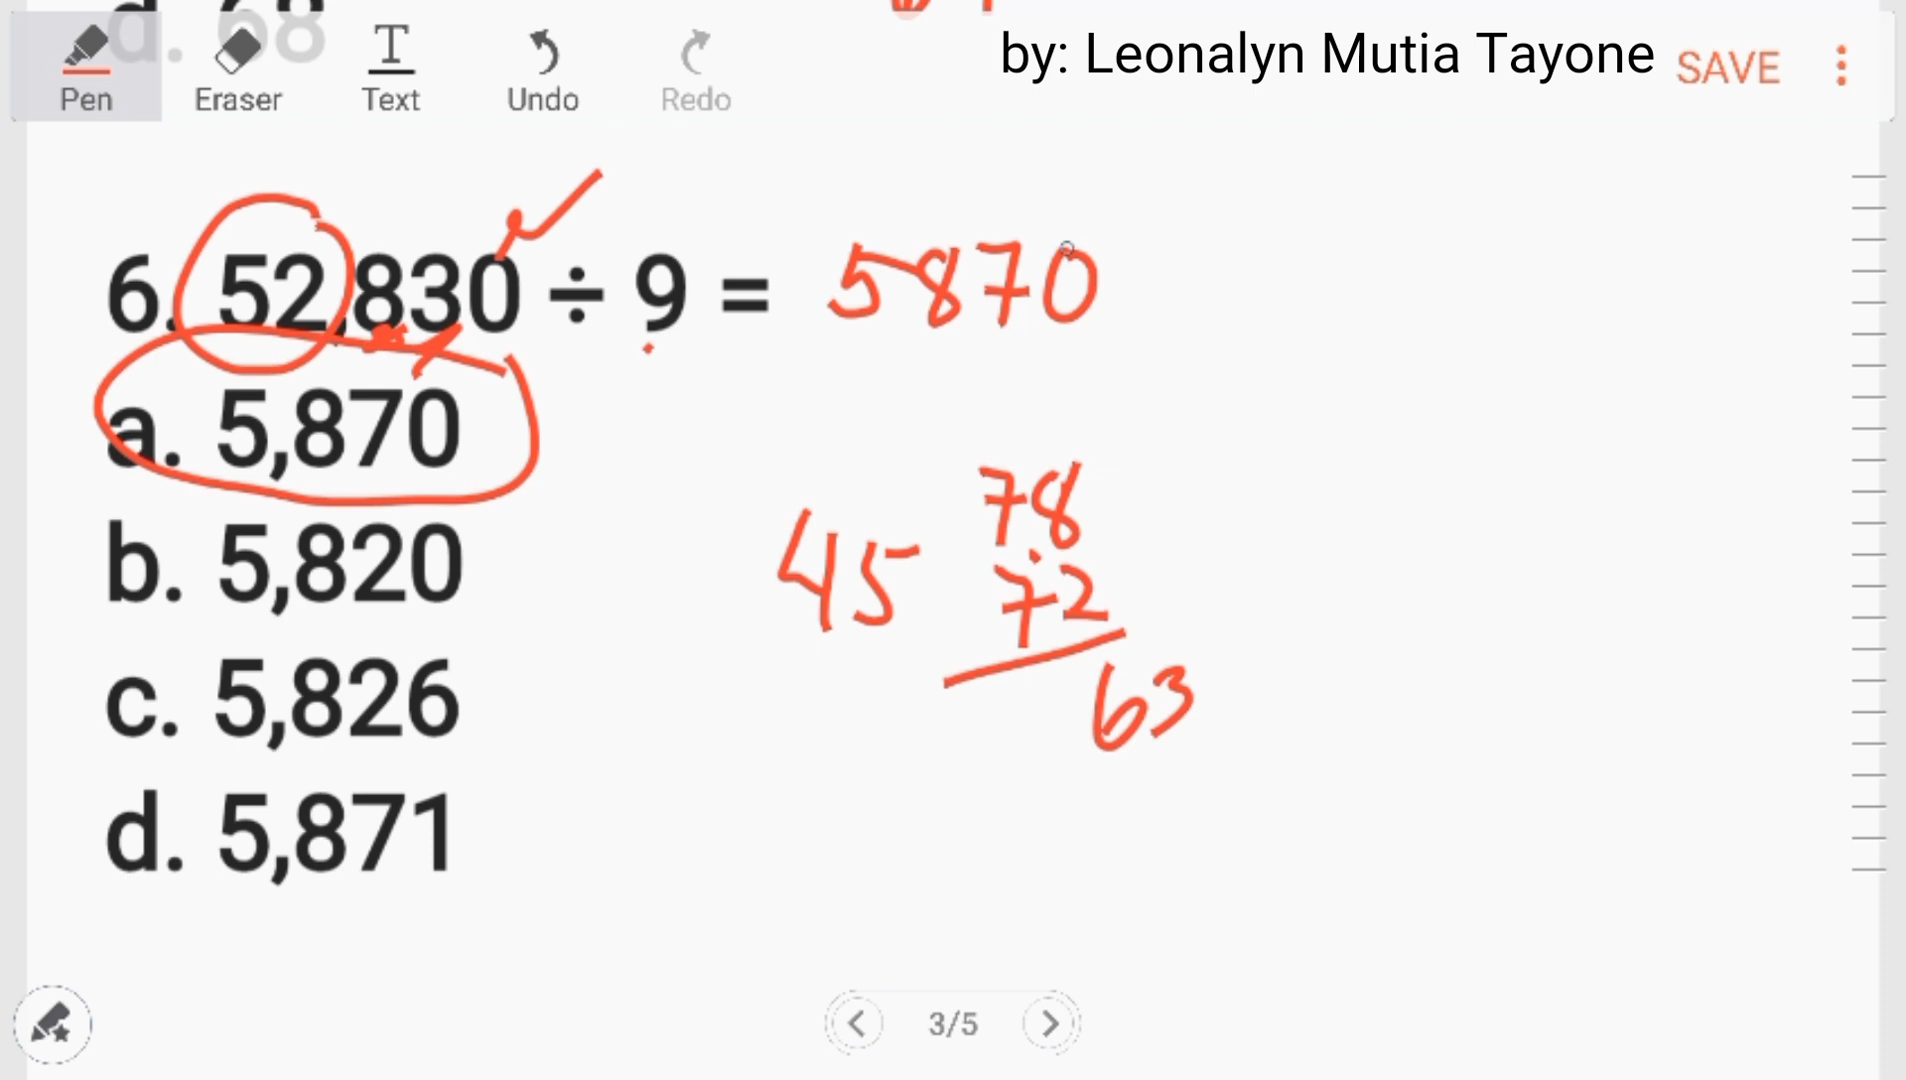 d. 68
by: Leonalyn Mutia Tayone
SAVE
Pen
Eraser
Text
Undo
Redo
6. 52,830 ÷ 9 = 5870
a. 5,870
b. 5,820
c. 5,826
d. 5,871
78
45
72
63
3/5